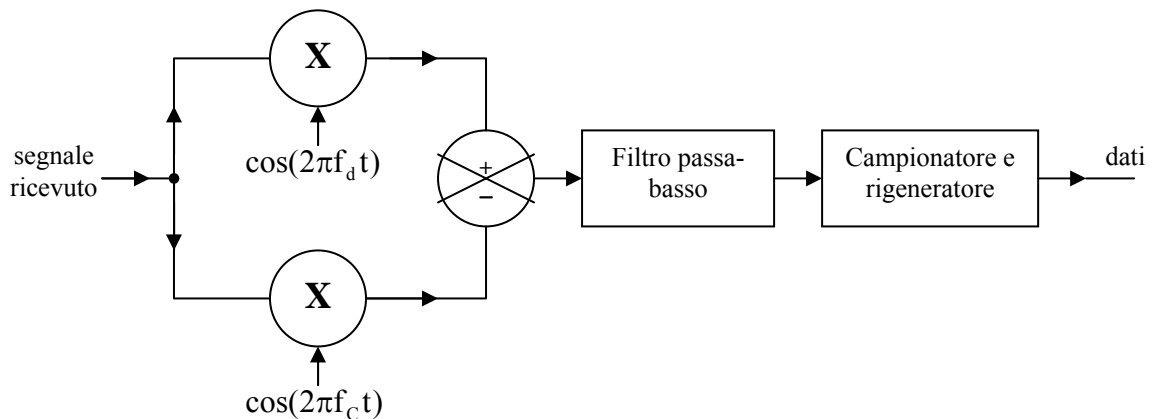 X
cos(2πf_d t)
segnale
ricevuto
+
−
Filtro passa-
basso
Campionatore e
rigeneratore
dati
X
cos(2πf_C t)